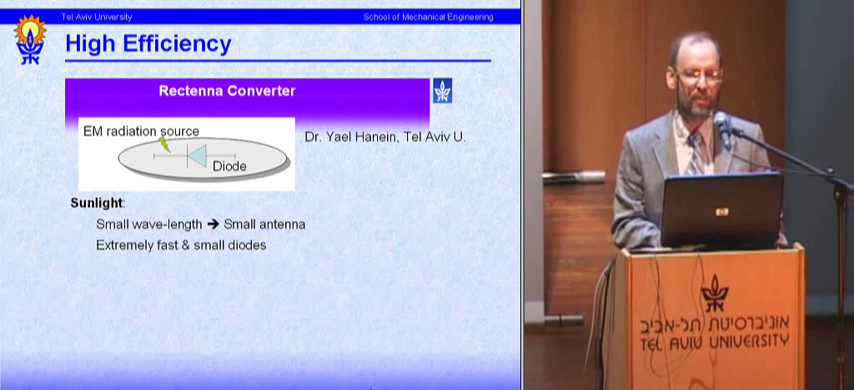 Tel Aviv University
School of Mechanical Engineering
High Efficiency
Rectenna Converter
EM radiation source
Diode
Dr. Yael Hanein, Tel Aviv U.
Sunlight:
Small wave-length ➔ Small antenna
Extremely fast & small diodes
hp
אוניברסיטת תל-אביב
TEL AVIV UNIVERSITY